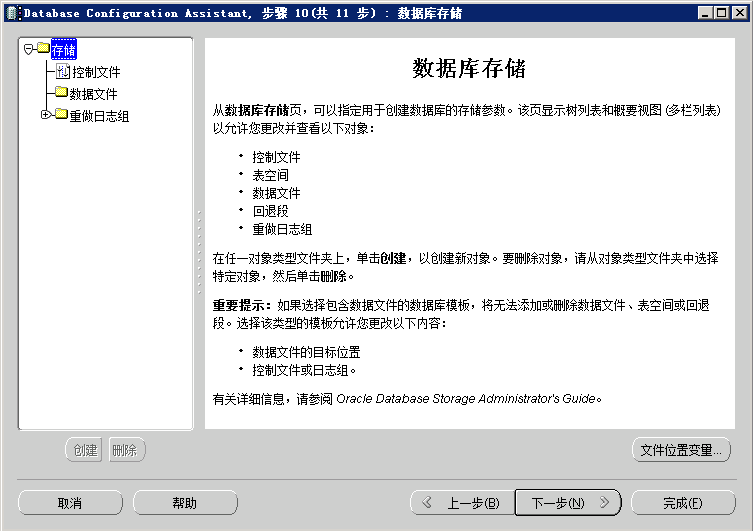 Database Configuration Assistant, 步骤 10(共 11 步) : 数据库存储
存储
控制文件
数据文件
重做日志组
数据库存储
从数据库存储页，可以指定用于创建数据库的存储参数。该页显示树列表和概要视图 (多栏列表)
以允许您更改并查看以下对象：
• 控制文件
• 表空间
• 数据文件
• 回退段
• 重做日志组
在任一对象类型文件夹上，单击创建，以创建新对象。要删除对象，请从对象类型文件夹中选择
特定对象，然后单击删除。
重要提示：如果选择包含数据文件的数据库模板，将无法添加或删除数据文件、表空间或回退
段。选择该类型的模板允许您更改以下内容：
• 数据文件的目标位置
• 控制文件或日志组。
有关详细信息，请参阅 Oracle Database Storage Administrator's Guide。
创建 删除 文件位置变量...
取消 帮助 上一步(B) 下一步(N) 完成(F)